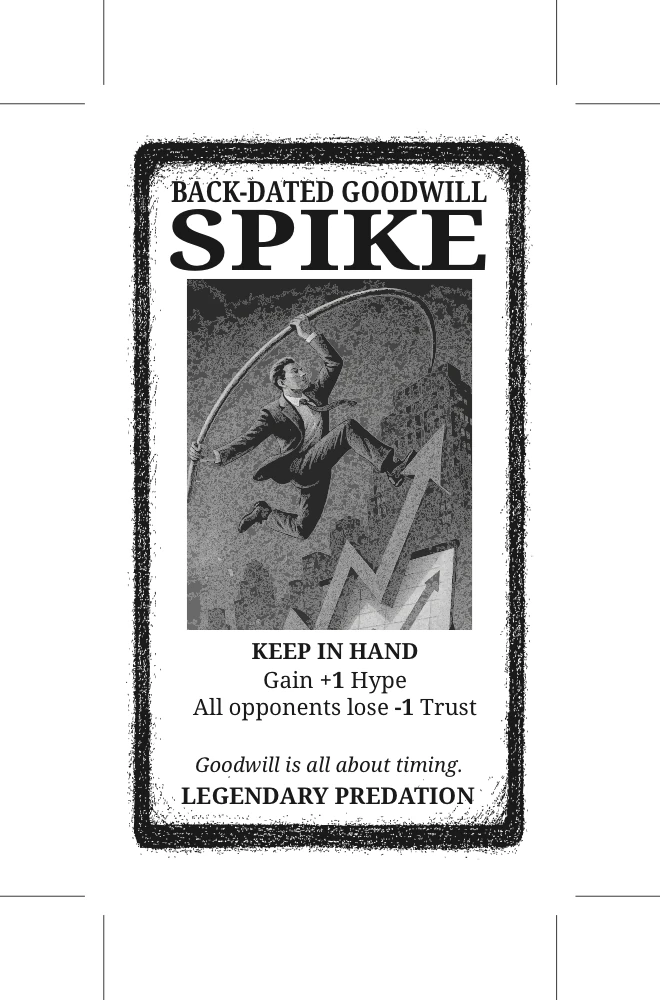 BACK-DATED GOODWILL
SPIKE
KEEP IN HAND
Gain +1 Hype
All opponents lose -1 Trust
Goodwill is all about timing.
LEGENDARY PREDATION